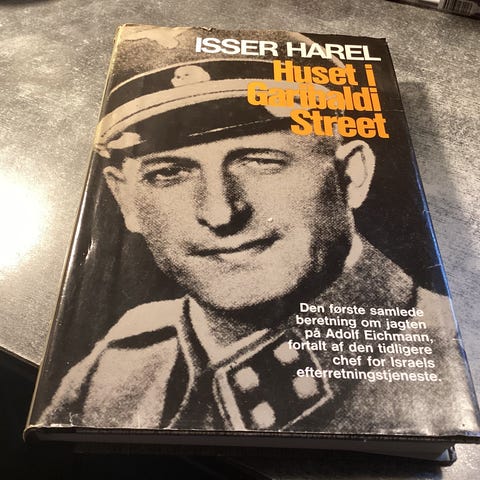 ISSER HAREL
Huset i
Garibaldi
Street
Den første samlede
beretning om jagten
på Adolf Eichmann,
fortalt af den tidligere
chef for Israels
efterretningstjeneste.